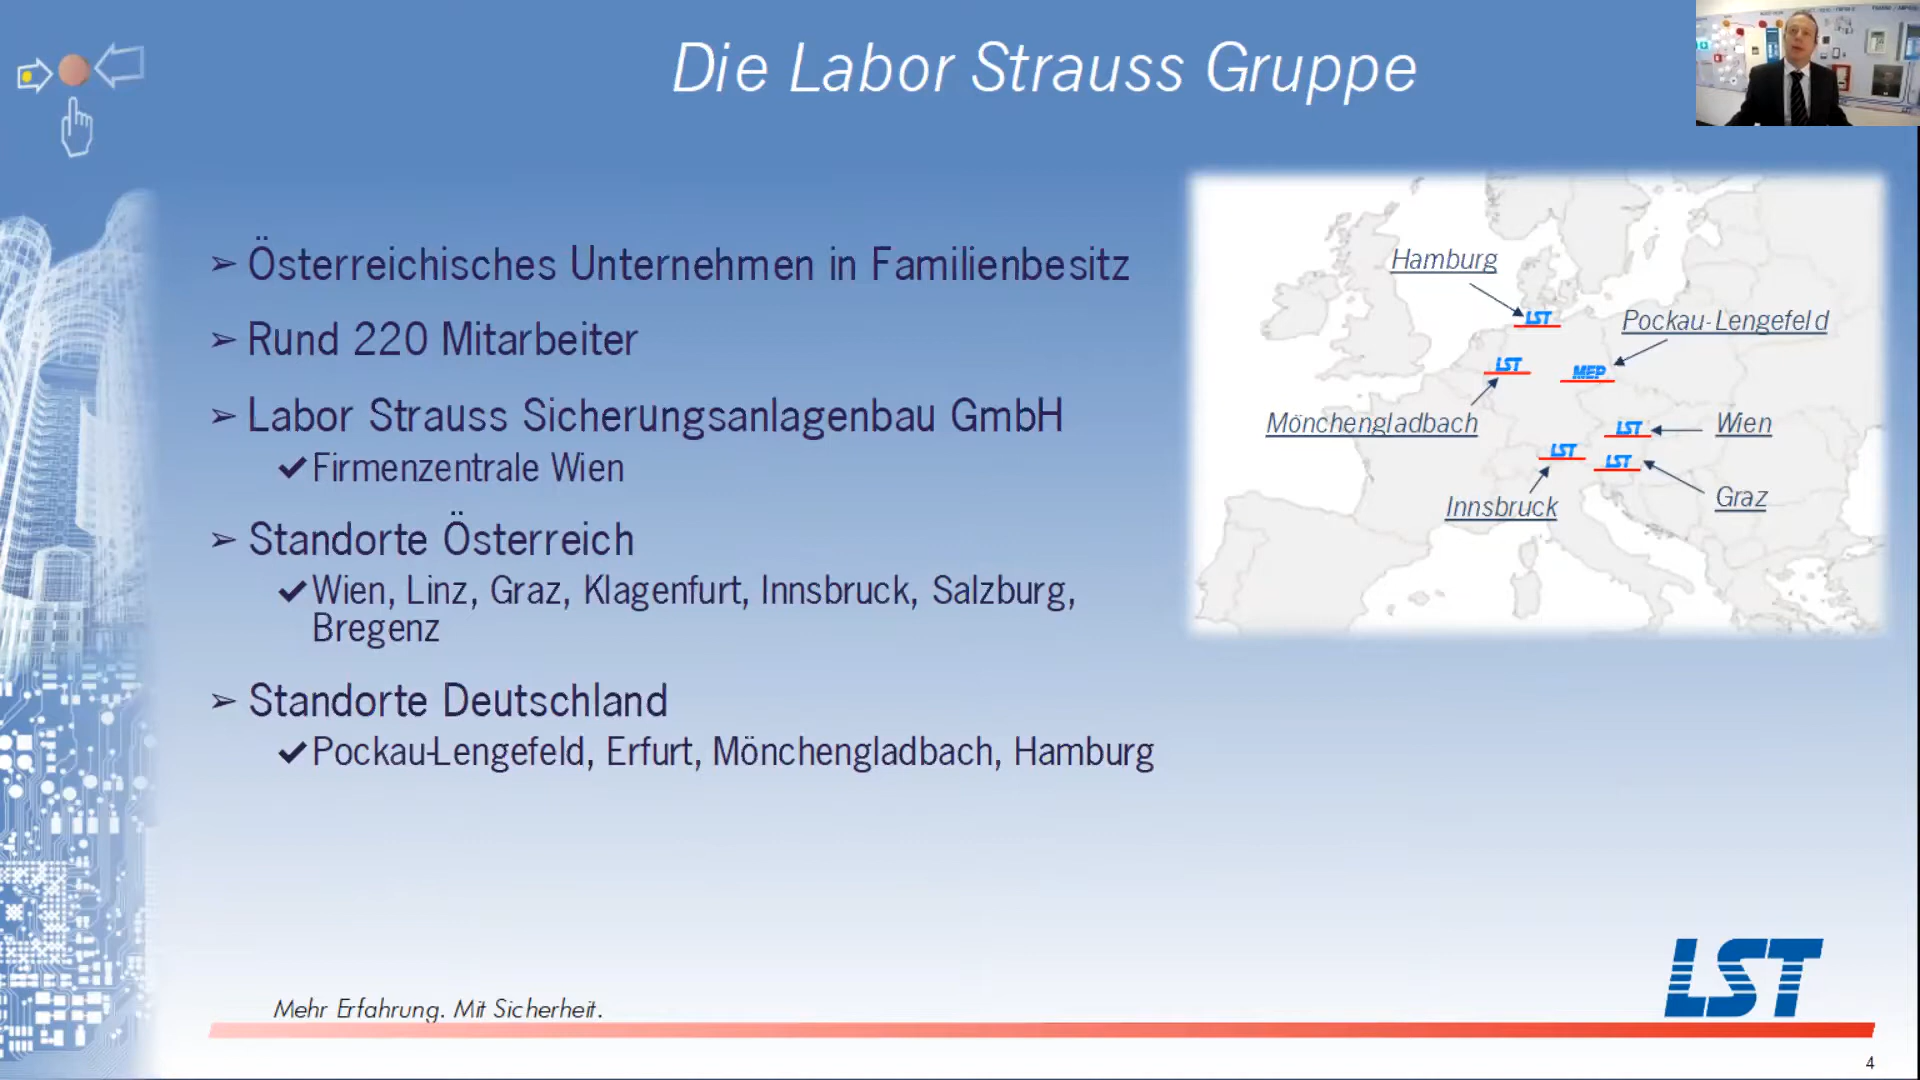 Die Labor Strauss Gruppe
➢ Österreichisches Unternehmen in Familienbesitz
➢ Rund 220 Mitarbeiter
➢ Labor Strauss Sicherungsanlagenbau GmbH
✔ Firmenzentrale Wien
➢ Standorte Österreich
✔ Wien, Linz, Graz, Klagenfurt, Innsbruck, Salzburg,
Bregenz
➢ Standorte Deutschland
✔ Pockau-Lengefeld, Erfurt, Mönchengladbach, Hamburg
Hamburg
LST
Pockau-Lengefeld
LST
MEP
Mönchengladbach
LST
Wien
LST
LST
Innsbruck
Graz
Mehr Erfahrung. Mit Sicherheit.
LST
4